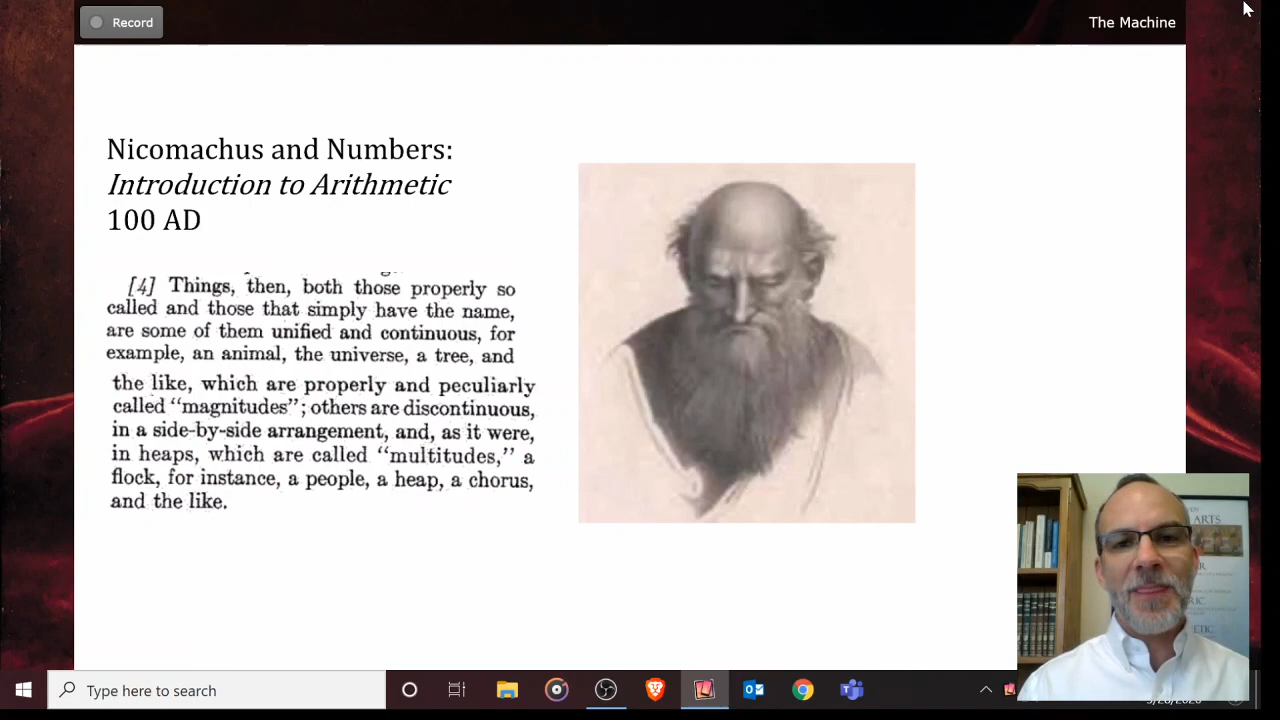 Record
The Machine
Nicomachus and Numbers:
Introduction to Arithmetic
100 AD
[4] Things, then, both those properly so
called and those that simply have the name,
are some of them unified and continuous, for
example, an animal, the universe, a tree, and
the like, which are properly and peculiarly
called “magnitudes”; others are discontinuous,
in a side-by-side arrangement, and, as it were,
in heaps, which are called “multitudes,” a
flock, for instance, a people, a heap, a chorus,
and the like.
ARTS
Type here to search